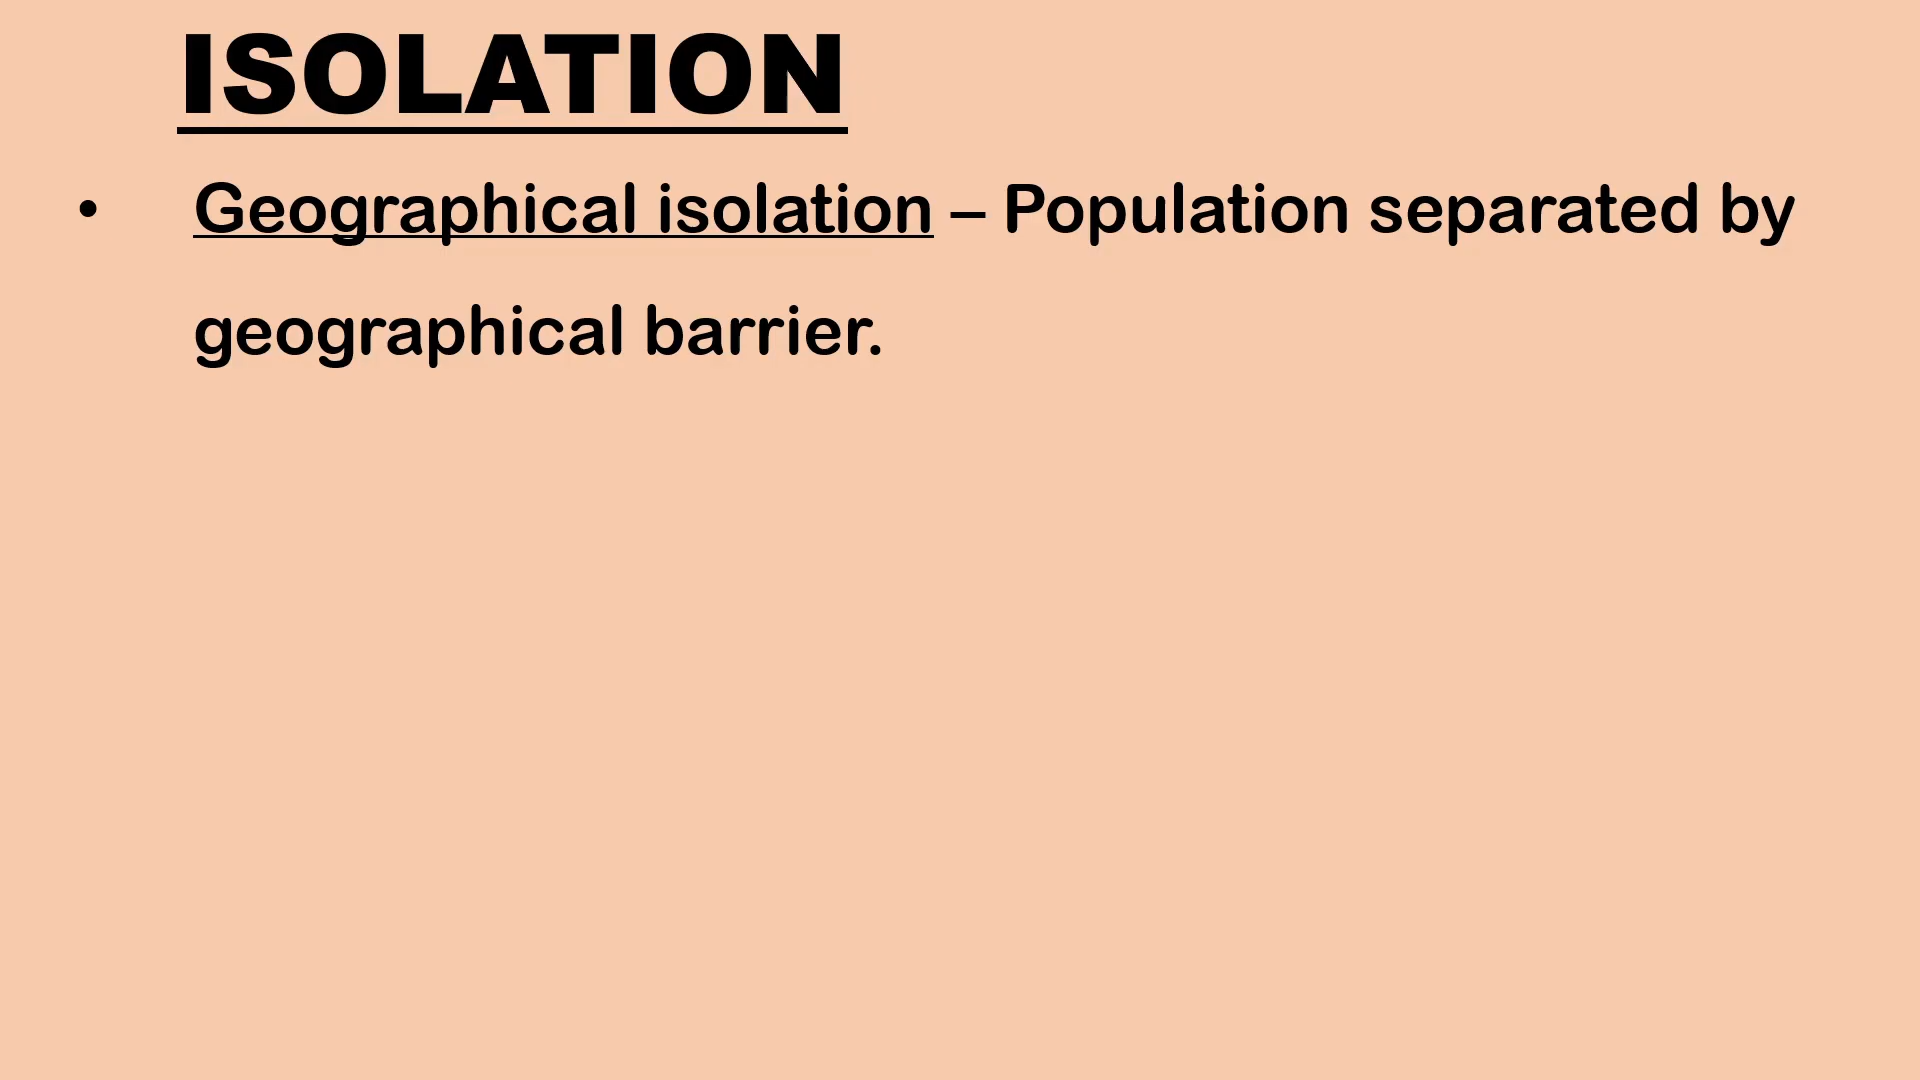 ISOLATION
• Geographical isolation – Population separated by
geographical barrier.